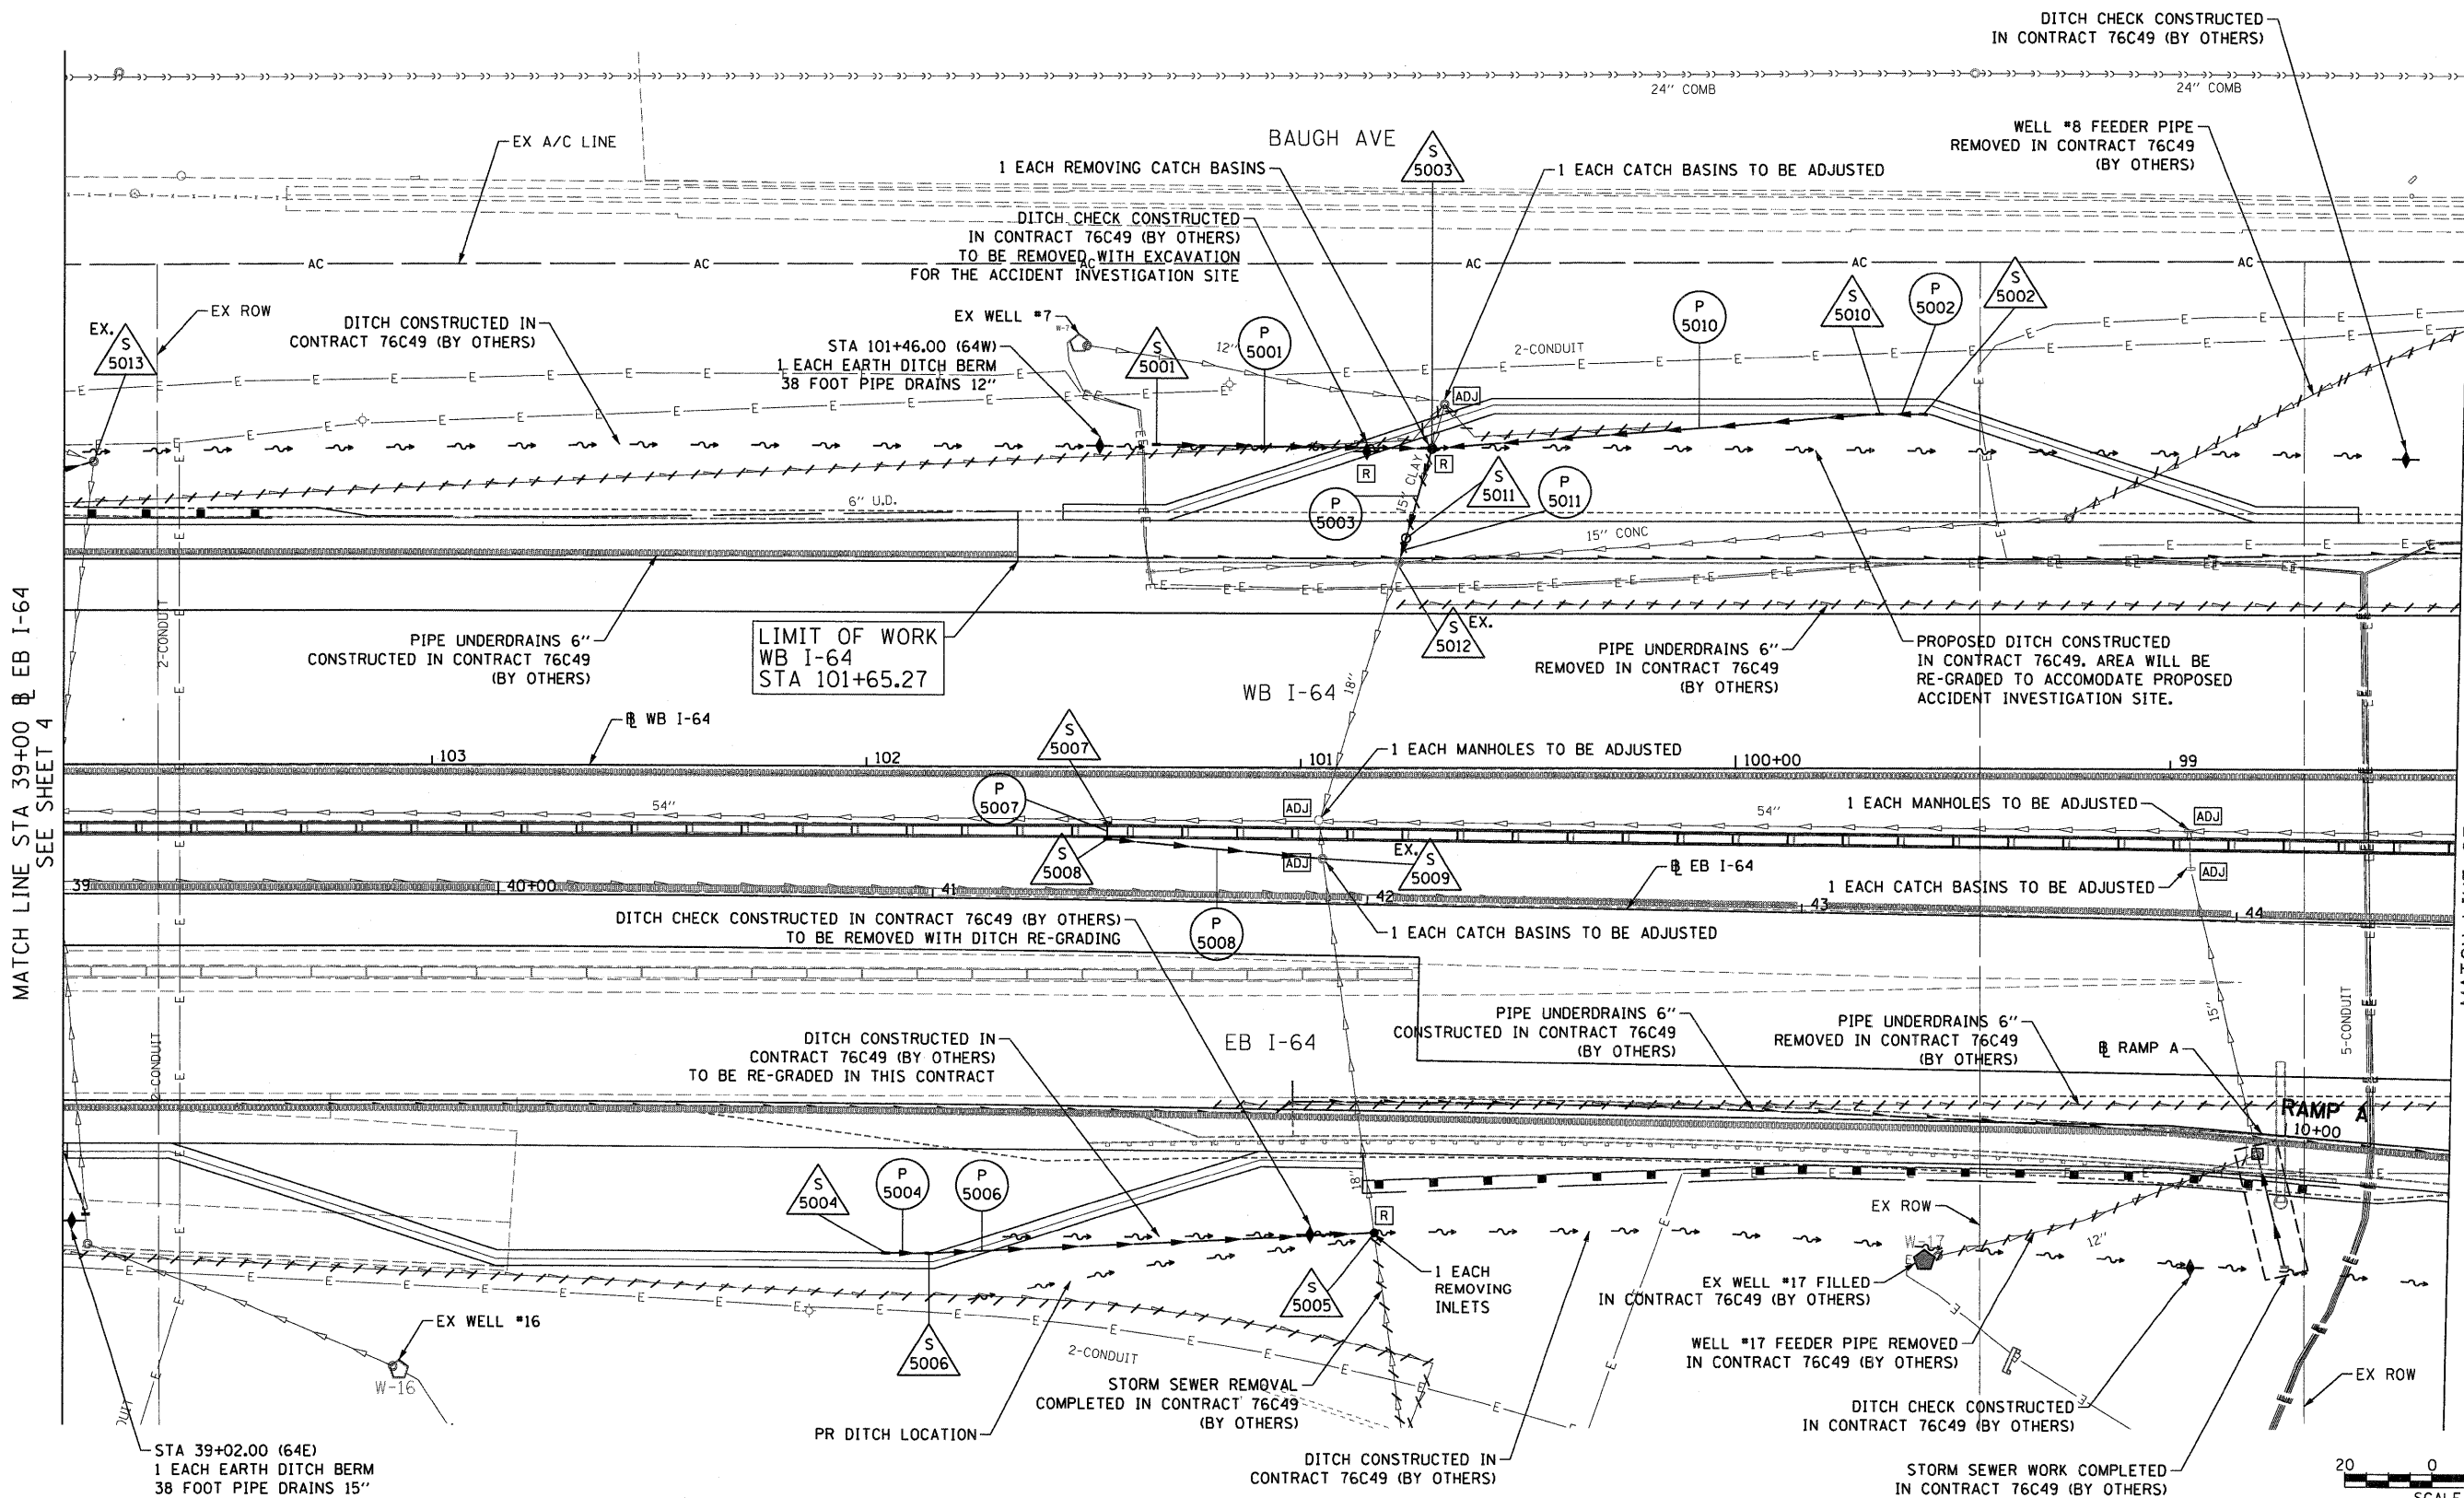 DITCH CHECK CONSTRUCTED
IN CONTRACT 76C49 (BY OTHERS)
24" COMB
24" COMB
EX A/C LINE
BAUGH AVE
S
5003
WELL #8 FEEDER PIPE
REMOVED IN CONTRACT 76C49
(BY OTHERS)
1 EACH REMOVING CATCH BASINS
1 EACH CATCH BASINS TO BE ADJUSTED
DITCH CHECK CONSTRUCTED
IN CONTRACT 76C49 (BY OTHERS)
TO BE REMOVED WITH EXCAVATION
FOR THE ACCIDENT INVESTIGATION SITE
AC
AC
AC
AC
AC
AC
EX ROW
EX.
S
5013
DITCH CONSTRUCTED IN
CONTRACT 76C49 (BY OTHERS)
EX WELL #7
W-7
STA 101+46.00 (64W)
1 EACH EARTH DITCH BERM
38 FOOT PIPE DRAINS 12"
S
5001
12"
P
5001
2-CONDUIT
P
5010
S
5010
P
5002
S
5002
ADJ
R
R
6" U.D.
15" CLAY
P
5003
S
5011
P
5011
15" CONC
2-CONDUIT
PIPE UNDERDRAINS 6"
CONSTRUCTED IN CONTRACT 76C49
(BY OTHERS)
LIMIT OF WORK
WB I-64
STA 101+65.27
S
5012
EX.
PIPE UNDERDRAINS 6"
REMOVED IN CONTRACT 76C49
(BY OTHERS)
PROPOSED DITCH CONSTRUCTED
IN CONTRACT 76C49. AREA WILL BE
RE-GRADED TO ACCOMODATE PROPOSED
ACCIDENT INVESTIGATION SITE.
WB I-64
18"
MATCH LINE STA 39+00 BL EB I-64
SEE SHEET 4
BL WB I-64
S
5007
1 EACH MANHOLES TO BE ADJUSTED
103
102
101
100+00
99
P
5007
54"
ADJ
54"
1 EACH MANHOLES TO BE ADJUSTED
ADJ
S
5008
ADJ
EX.
S
5009
BL EB I-64
1 EACH CATCH BASINS TO BE ADJUSTED
ADJ
39
40+00
41
42
43
44
DITCH CHECK CONSTRUCTED IN CONTRACT 76C49 (BY OTHERS)
TO BE REMOVED WITH DITCH RE-GRADING
P
5008
1 EACH CATCH BASINS TO BE ADJUSTED
DITCH CONSTRUCTED IN
CONTRACT 76C49 (BY OTHERS)
TO BE RE-GRADED IN THIS CONTRACT
EB I-64
PIPE UNDERDRAINS 6"
CONSTRUCTED IN CONTRACT 76C49
(BY OTHERS)
PIPE UNDERDRAINS 6"
REMOVED IN CONTRACT 76C49
(BY OTHERS)
BL RAMP A
15"
5-CONDUIT
2-CONDUIT
RAMP A
10+00
S
5004
P
5004
P
5006
18"
R
EX ROW
W-17
12"
S
5005
1 EACH
REMOVING
INLETS
EX WELL #17 FILLED
IN CONTRACT 76C49 (BY OTHERS)
EX WELL #16
W-16
S
5006
2-CONDUIT
WELL #17 FEEDER PIPE REMOVED
IN CONTRACT 76C49 (BY OTHERS)
STORM SEWER REMOVAL
COMPLETED IN CONTRACT 76C49
(BY OTHERS)
EX ROW
PR DITCH LOCATION
DITCH CHECK CONSTRUCTED
IN CONTRACT 76C49 (BY OTHERS)
STA 39+02.00 (64E)
1 EACH EARTH DITCH BERM
38 FOOT PIPE DRAINS 15"
DITCH CONSTRUCTED IN
CONTRACT 76C49 (BY OTHERS)
STORM SEWER WORK COMPLETED
IN CONTRACT 76C49 (BY OTHERS)
20
0